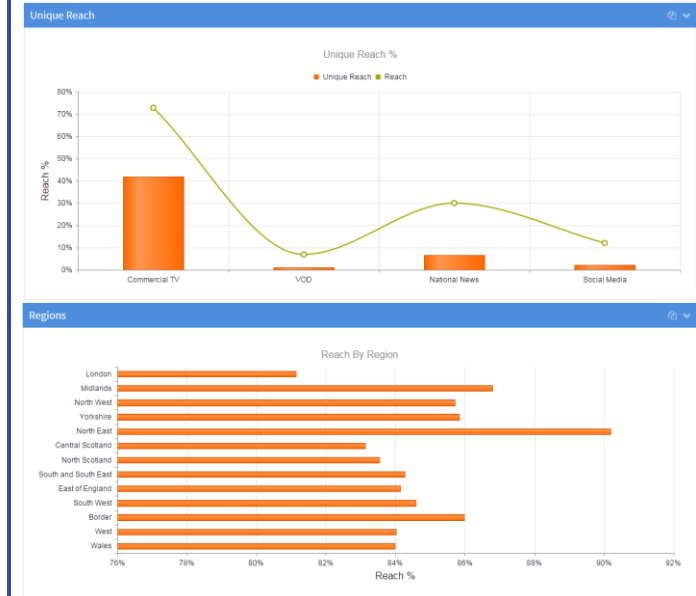 Unique Reach
Unique Reach %
Unique Reach Reach
80%
70%
60%
50%
40%
30%
20%
10%
0%
Reach %
Commercial TV VOD National News Social Media
Regions
Reach By Region
London
Midlands
North West
Yorkshire
North East
Central Scotland
North Scotland
South and South East
East of England
South West
Border
West
Wales
76% 78% 80% 82% 84% 86% 88% 90% 92%
Reach %